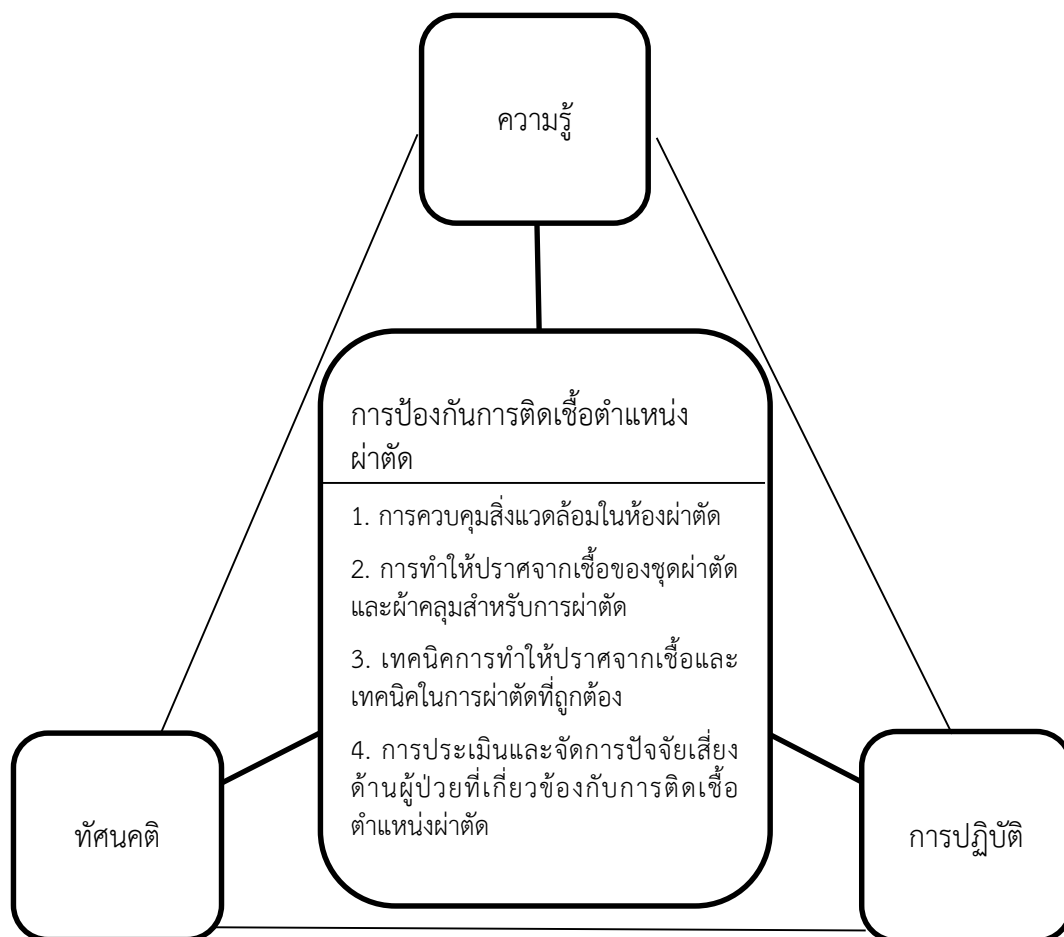 ความรู้
การป้องกันการติดเชื้อตำแหน่ง
ผ่าตัด
1. การควบคุมสิ่งแวดล้อมในห้องผ่าตัด
2. การทำให้ปราศจากเชื้อของชุดผ่าตัด
และผ้าคลุมสำหรับการผ่าตัด
3. เทคนิคการทำให้ปราศจากเชื้อและ
เทคนิคในการผ่าตัดที่ถูกต้อง
4. การประเมินและจัดการปัจจัยเสี่ยง
ด้านผู้ป่วยที่เกี่ยวข้องกับการติดเชื้อ
ตำแหน่งผ่าตัด
ทัศนคติ
การปฏิบัติ